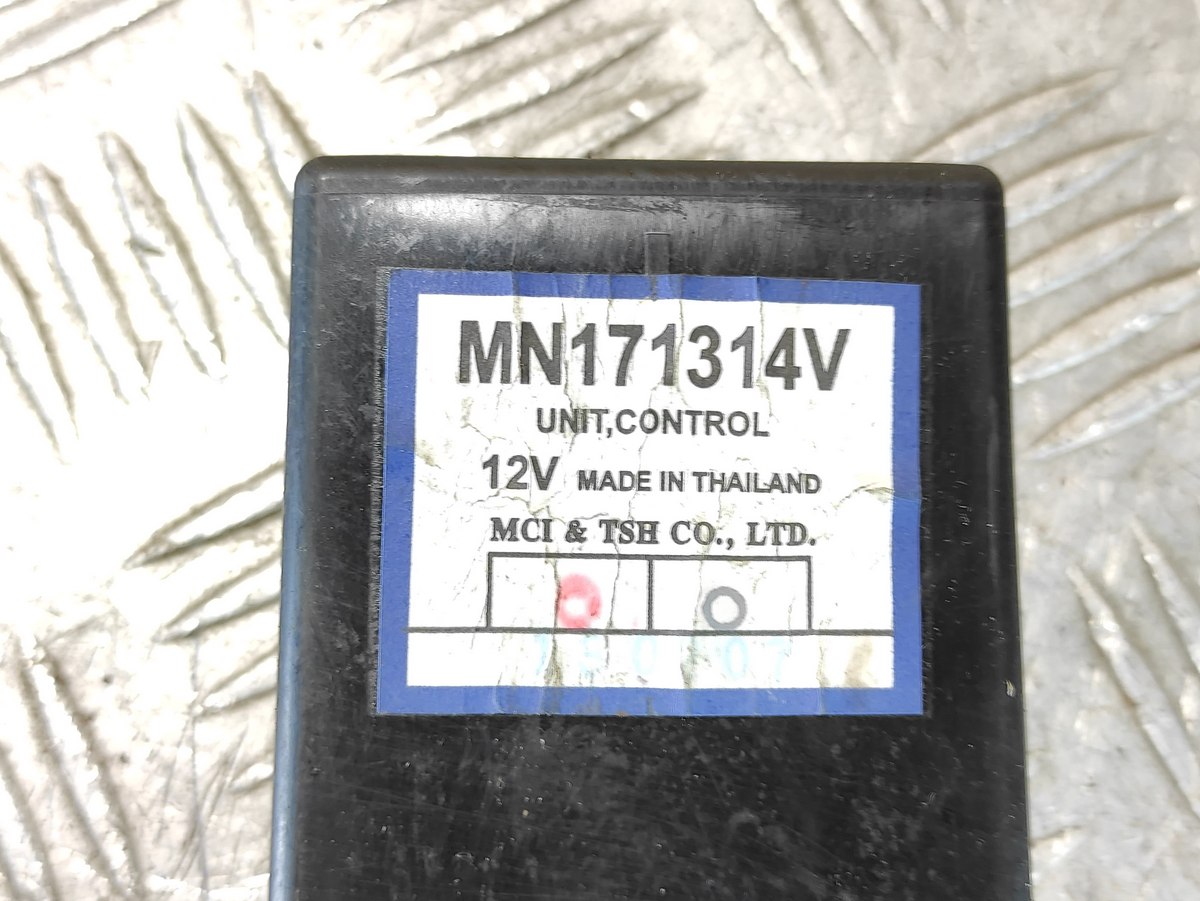 MN171314V
UNIT,CONTROL
12V MADE IN THAILAND
MCI & TSH CO., LTD.